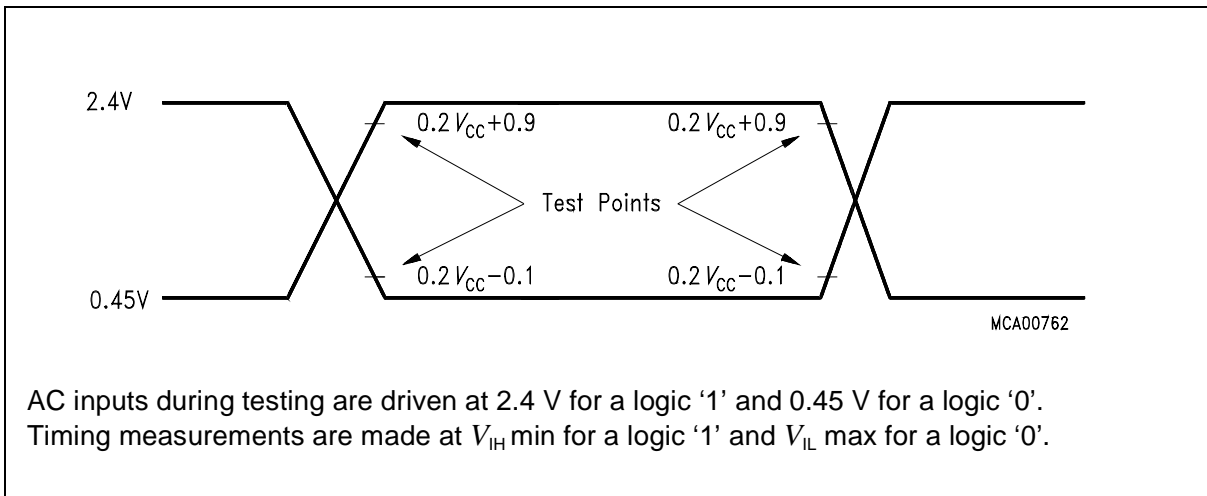 2.4V
0.2 VCC+0.9 0.2 VCC+0.9
Test Points
0.2 VCC−0.1 0.2 VCC−0.1
0.45V
MCA00762
AC inputs during testing are driven at 2.4 V for a logic ‘1’ and 0.45 V for a logic ‘0’.
Timing measurements are made at VIH min for a logic ‘1’ and VIL max for a logic ‘0’.